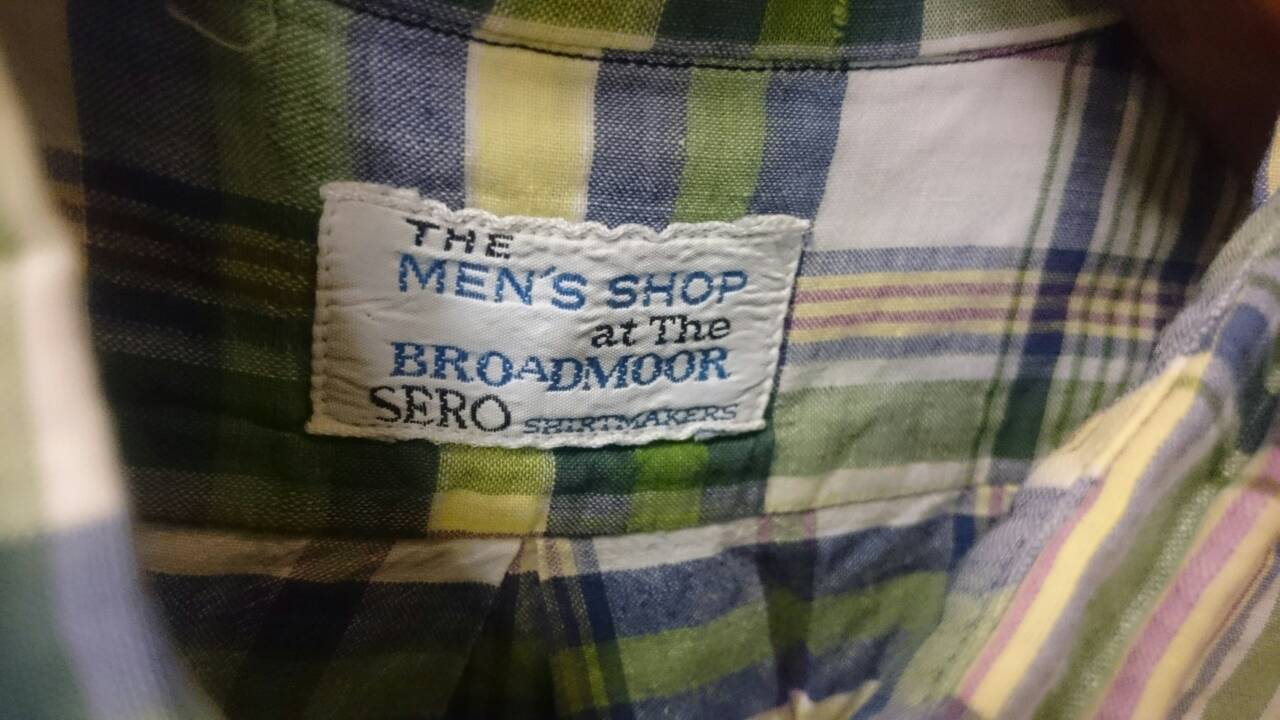 THE
MEN'S SHOP
at The
BROADMOOR
SERO SHIRTMAKERS